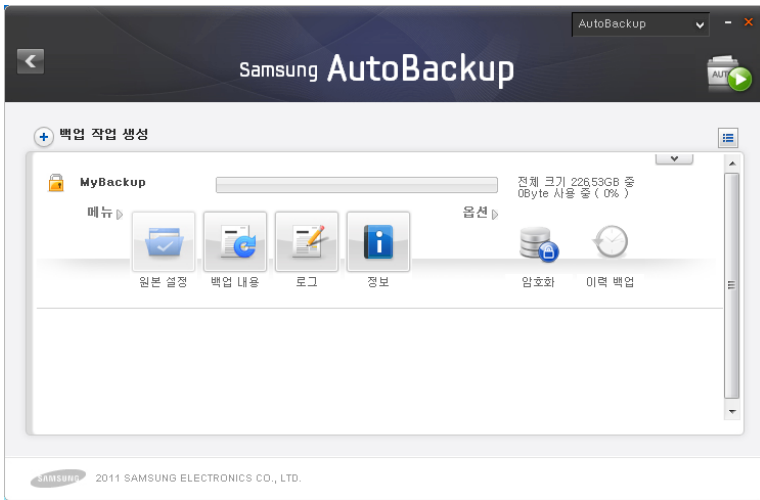 AutoBackup
Samsung AutoBackup
AUTO
백업 작업 생성
MyBackup
전체 크기 226,53GB 중
0Byte 사용 중 ( 0% )
메뉴
옵션
원본 설정
백업 내용
로그
정보
암호화
이력 백업
SAMSUNG 2011 SAMSUNG ELECTRONICS CO., LTD.